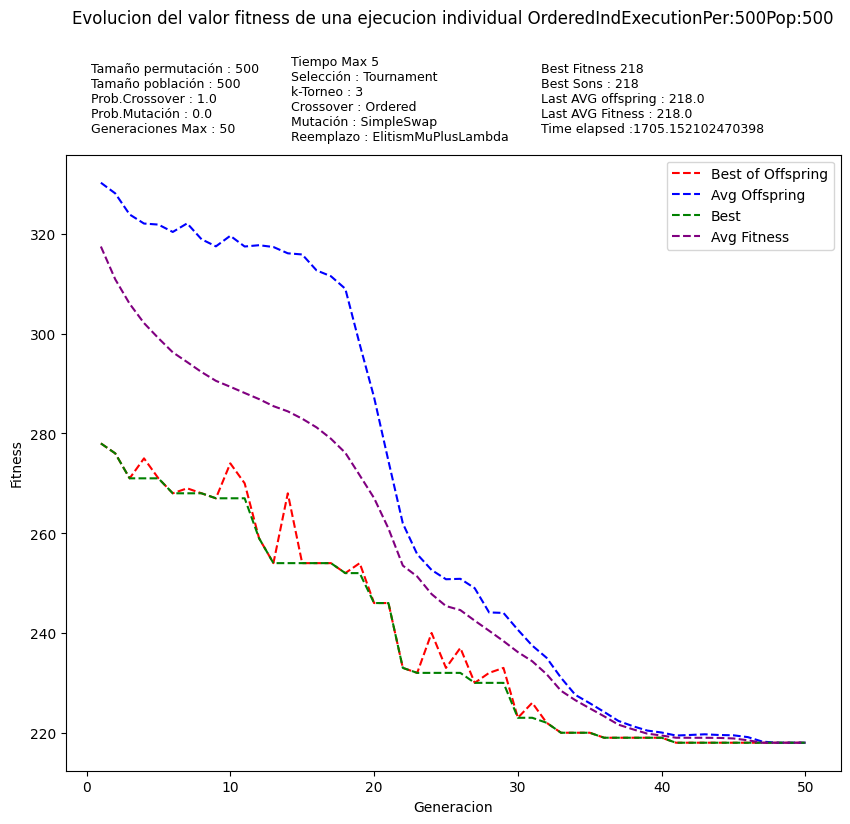 Evolucion del valor fitness de una ejecucion individual OrderedIndExecutionPer:500Pop:500
Tamaño permutación : 500
Tamaño población : 500
Prob.Crossover : 1.0
Prob.Mutación : 0.0
Generaciones Max : 50
Tiempo Max 5
Selección : Tournament
k-Torneo : 3
Crossover : Ordered
Mutación : SimpleSwap
Reemplazo : ElitismMuPlusLambda
Best Fitness 218
Best Sons : 218
Last AVG offspring : 218.0
Last AVG Fitness : 218.0
Time elapsed :1705.152102470398
Best of Offspring
Avg Offspring
Best
Avg Fitness
Fitness
320
300
280
260
240
220
0
10
20
30
40
50
Generacion